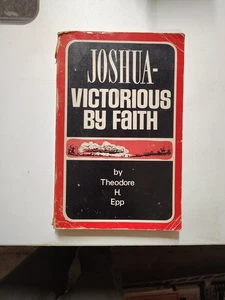 JOSHUA-
VICTORIOUS
BY FAITH
by
Theodore
H.
Epp